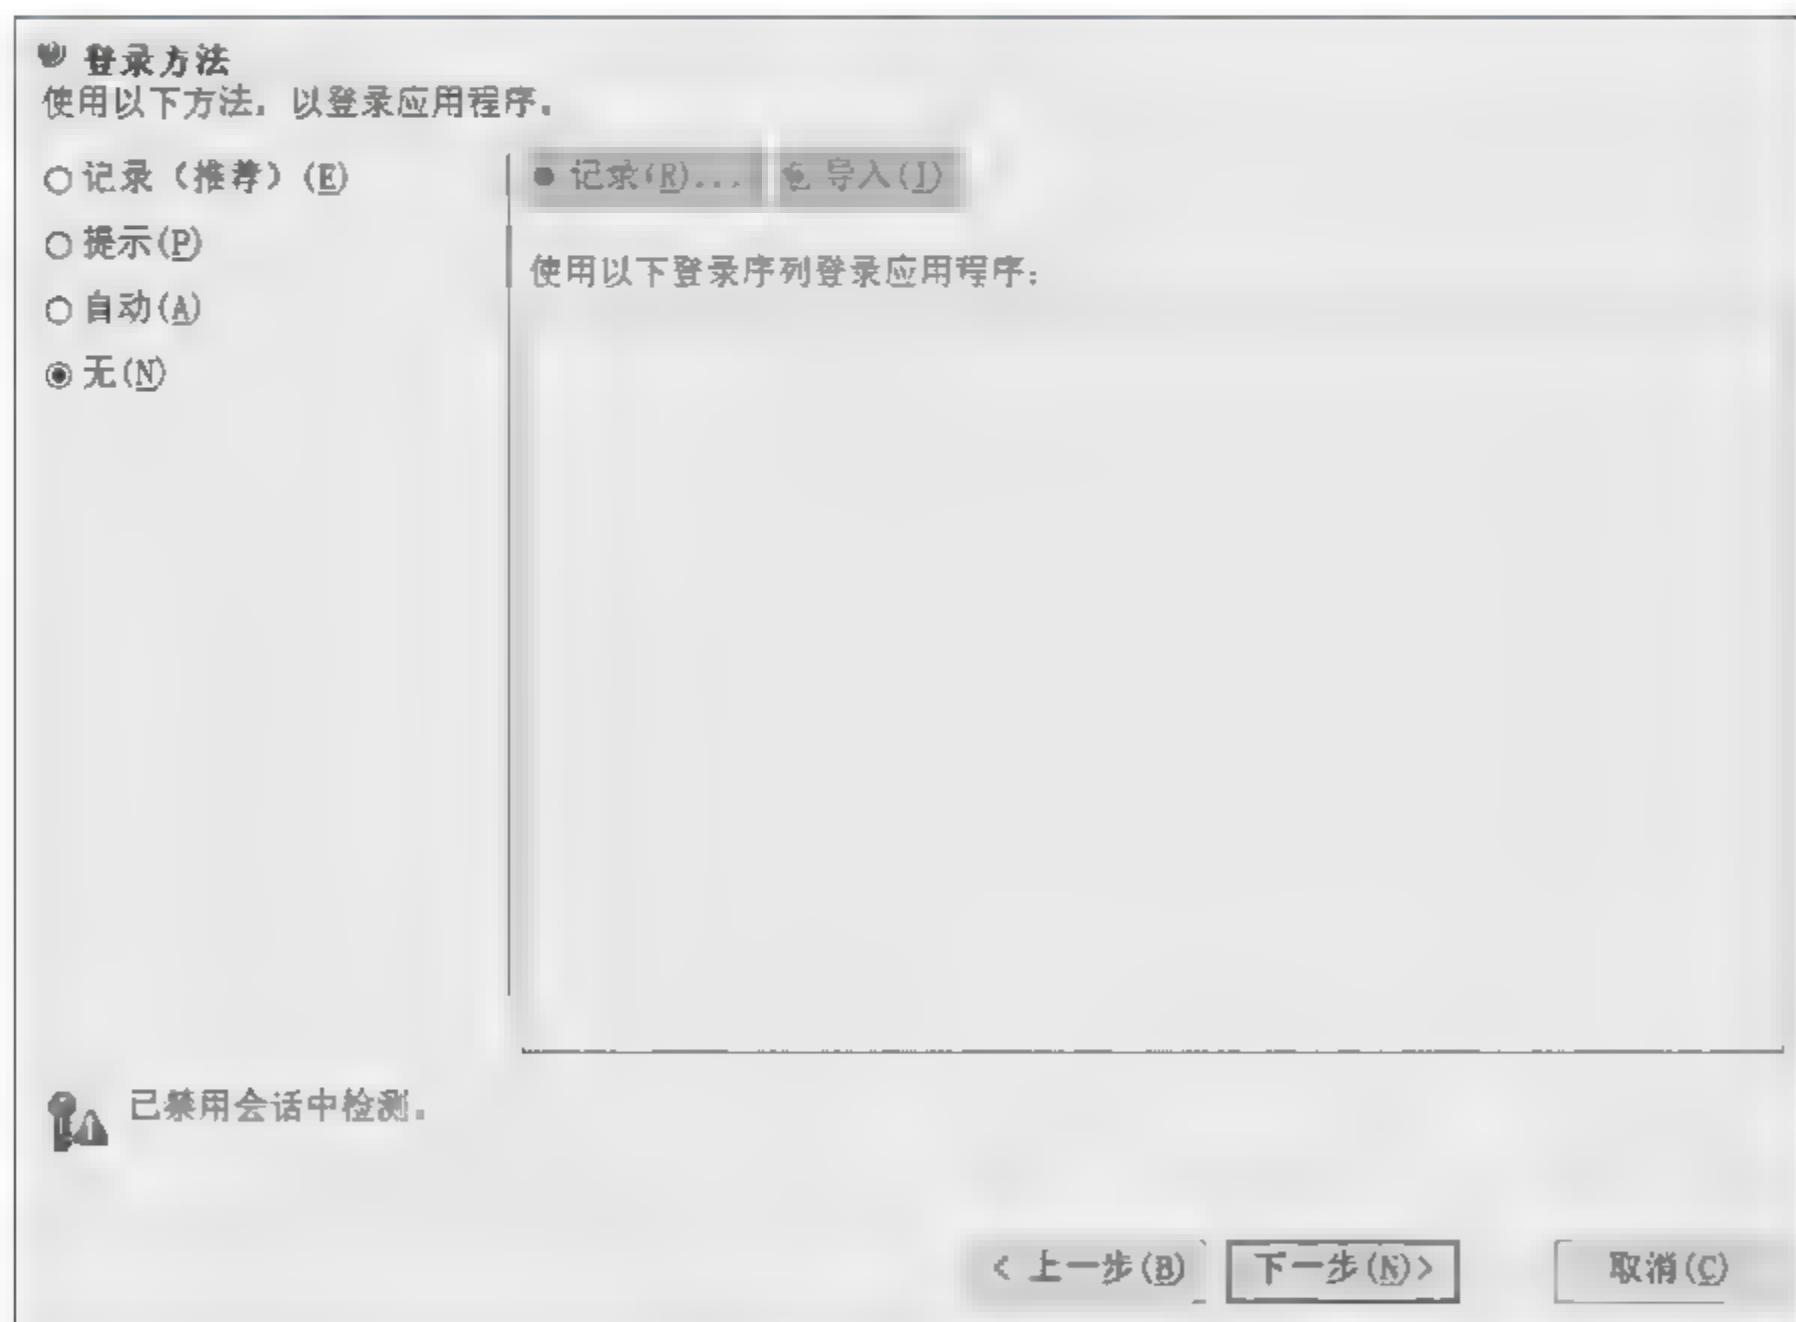 登录方法
使用以下方法，以登录应用程序。
记录（推荐）(E)
提示(P)
自动(A)
无(N)
记录(R)... 导入(I)
使用以下登录序列登录应用程序：
已禁用会话中检测。
< 上一步(B) 下一步(N)> 取消(C)